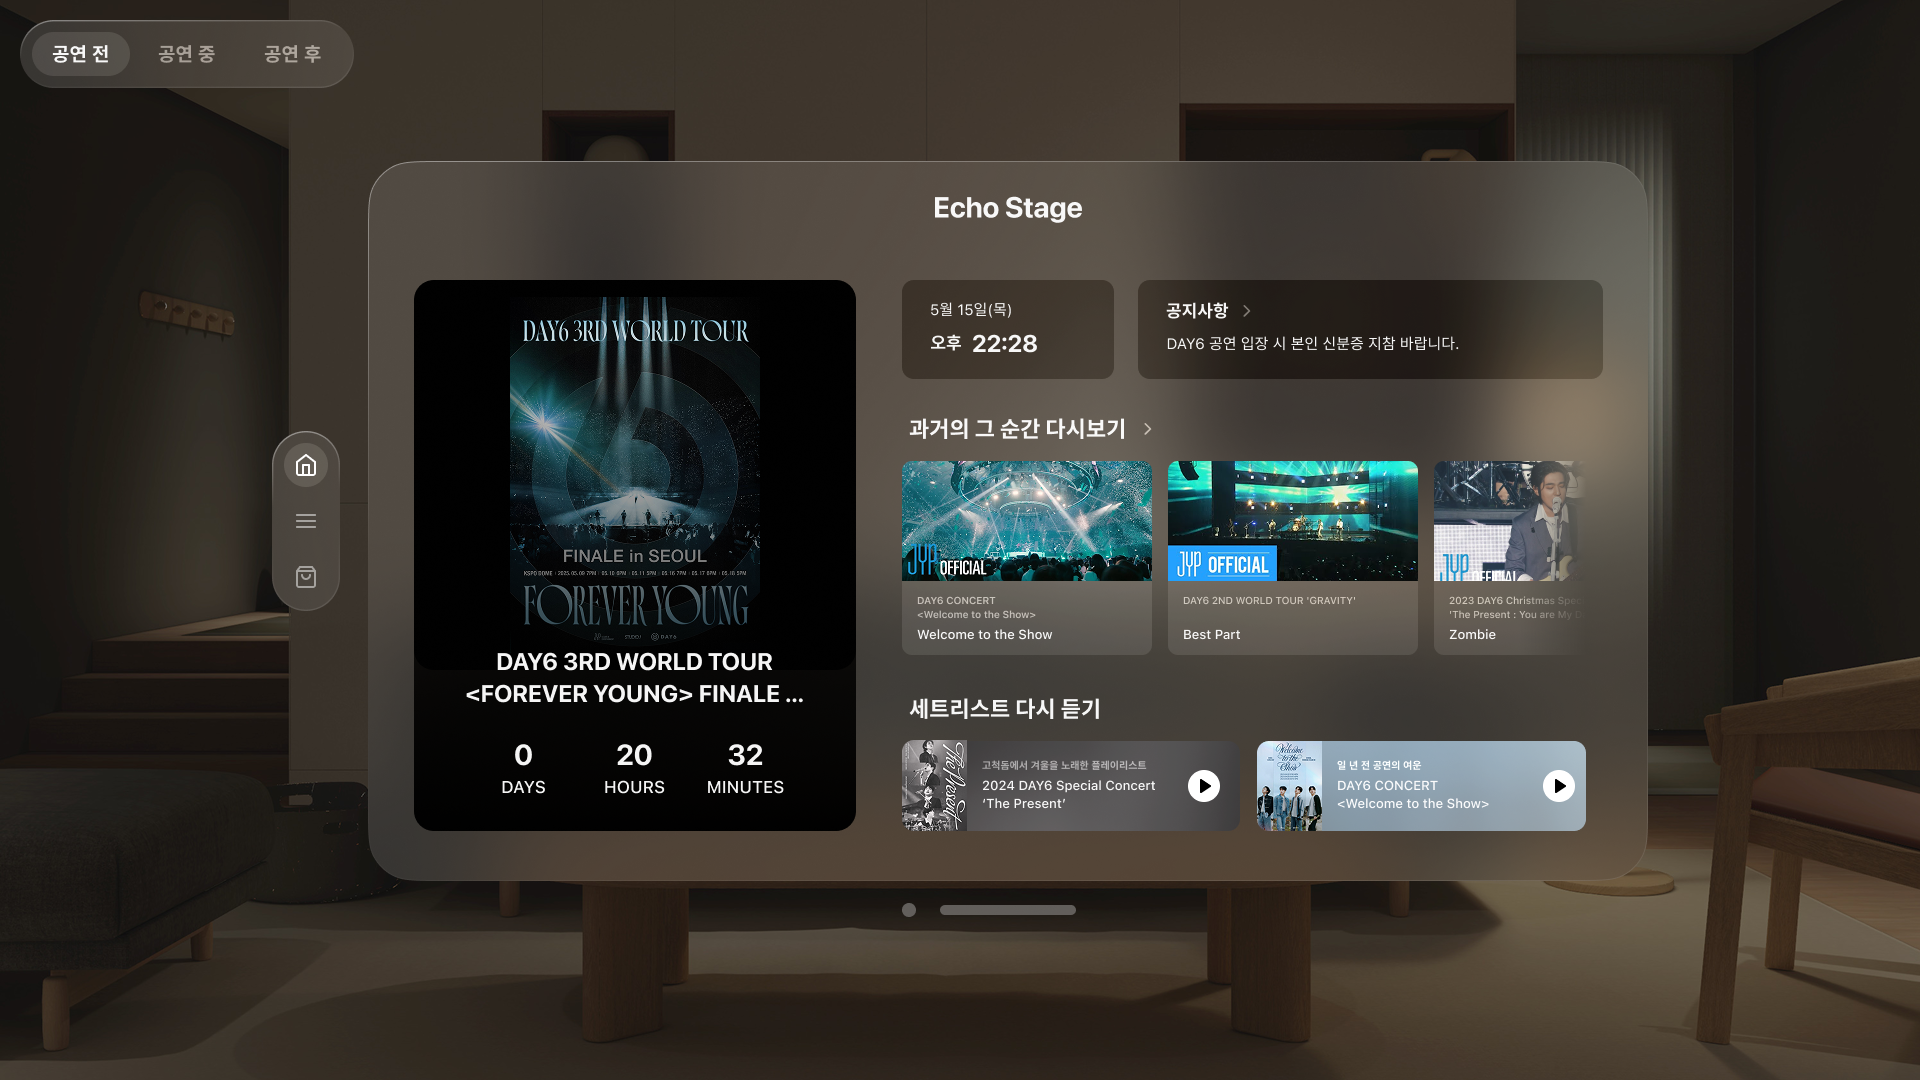 공연 전
공연 중
공연 후
Echo Stage
DAY6 3RD WORLD TOUR
FINALE in SEOUL
KSPO DOME | 2025.05.09 7PM | 05.10 6PM | 05.11 5PM | 05.16 7PM | 05.17 6PM | 05.18 5PM
FOREVER YOUNG
STUDIO J
DAY6
DAY6 3RD WORLD TOUR
<FOREVER YOUNG> FINALE ...
0
20
32
DAYS
HOURS
MINUTES
5월 15일(목)
오후 22:28
공지사항
DAY6 공연 입장 시 본인 신분증 지참 바랍니다.
과거의 그 순간 다시보기
JYP OFFICIAL
DAY6 CONCERT
<Welcome to the Show>
Welcome to the Show
JYP OFFICIAL
DAY6 2ND WORLD TOUR 'GRAVITY'
Best Part
JYP OFFICIAL
2023 DAY6 Christmas Spec
'The Present : You are My
Zombie
세트리스트 다시 듣기
The Present
고척돔에서 겨울을 노래한 플레이리스트
2024 DAY6 Special Concert
‘The Present’
Welcome
to the
Show
일 년 전 공연의 여운
DAY6 CONCERT
<Welcome to the Show>